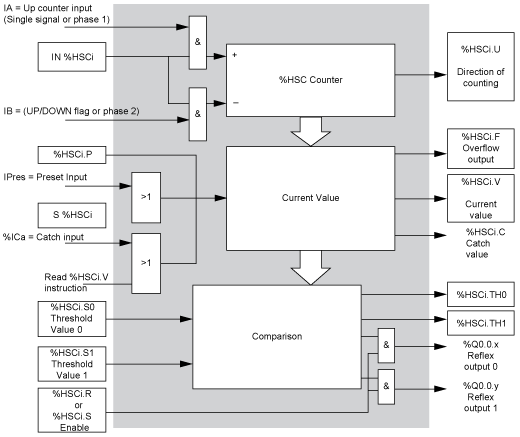 IA = Up counter input
(Single signal or phase 1)
&
IN %HSCi
+
%HSC Counter
–
%HSCi.U
Direction of
counting
IB = (UP/DOWN flag or phase 2)
&
%HSCi.F
Overflow
output
%HSCi.P
IPres = Preset Input
>1
Current Value
%HSCi.V
Current
value
S %HSCi
%ICa = Catch input
>1
%HSCi.C
Catch
value
Read %HSCi.V
instruction
%HSCi.S0
Threshold
Value 0
%HSCi.TH0
%HSCi.TH1
Comparison
&
%Q0.0.x
Reflex
output 0
%HSCi.S1
Threshold
Value 1
&
%Q0.0.y
Reflex
output 1
%HSCi.R
or
%HSCi.S
Enable